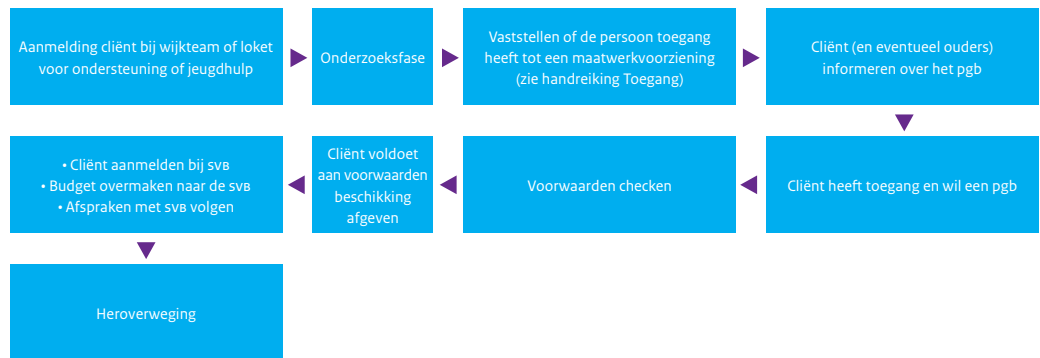 Aanmelding cliënt bij wijkteam of loket
voor ondersteuning of jeugdhulp
Onderzoeksfase
Vaststellen of de persoon toegang
heeft tot een maatwerkvoorziening
(zie handreiking Toegang)
Cliënt (en eventueel ouders)
informeren over het pgb
Cliënt heeft toegang en wil een pgb
Voorwaarden checken
Cliënt voldoet
aan voorwaarden
beschikking
afgeven
• Cliënt aanmelden bij SVB
• Budget overmaken naar de SVB
• Afspraken met SVB volgen
Heroverweging